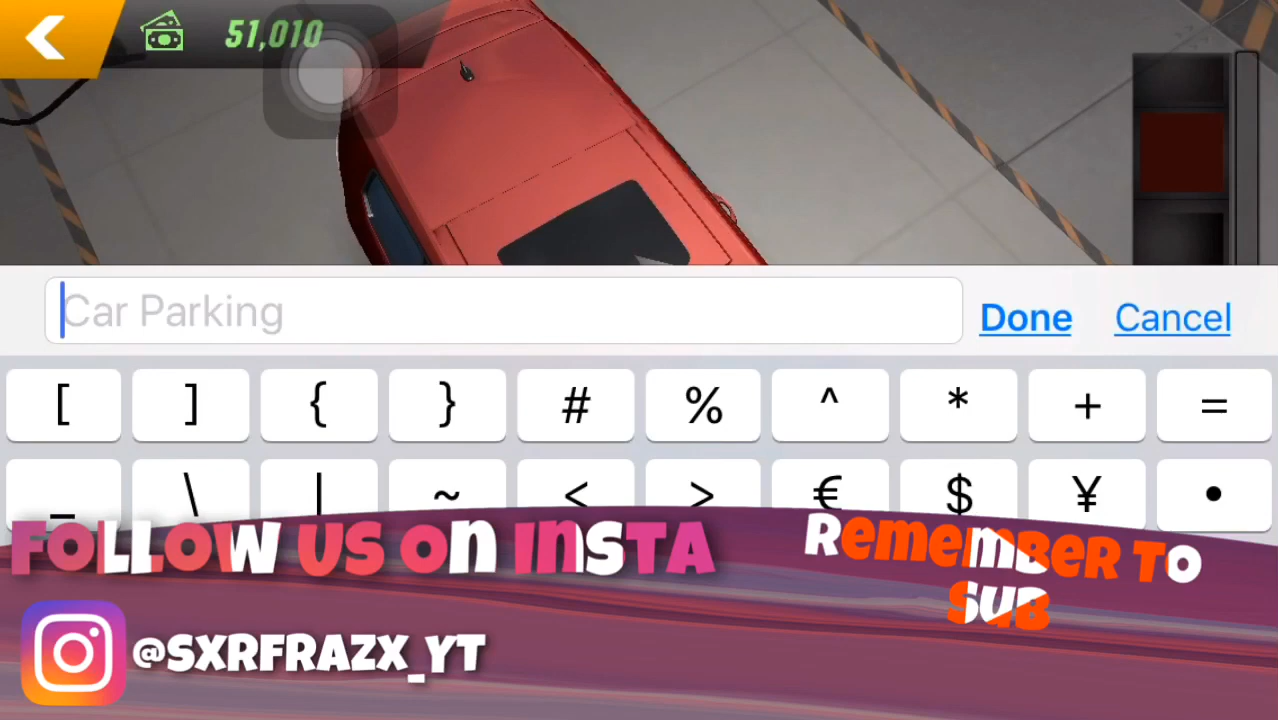 51,010
Car Parking
Done
Cancel
[ ] { } # % ^ * + =
_ \ | ~ < > € $ ¥ •
FOLLOW US ON INSTA
REMEMBER TO
SUB
@SXRFRAZX_YT